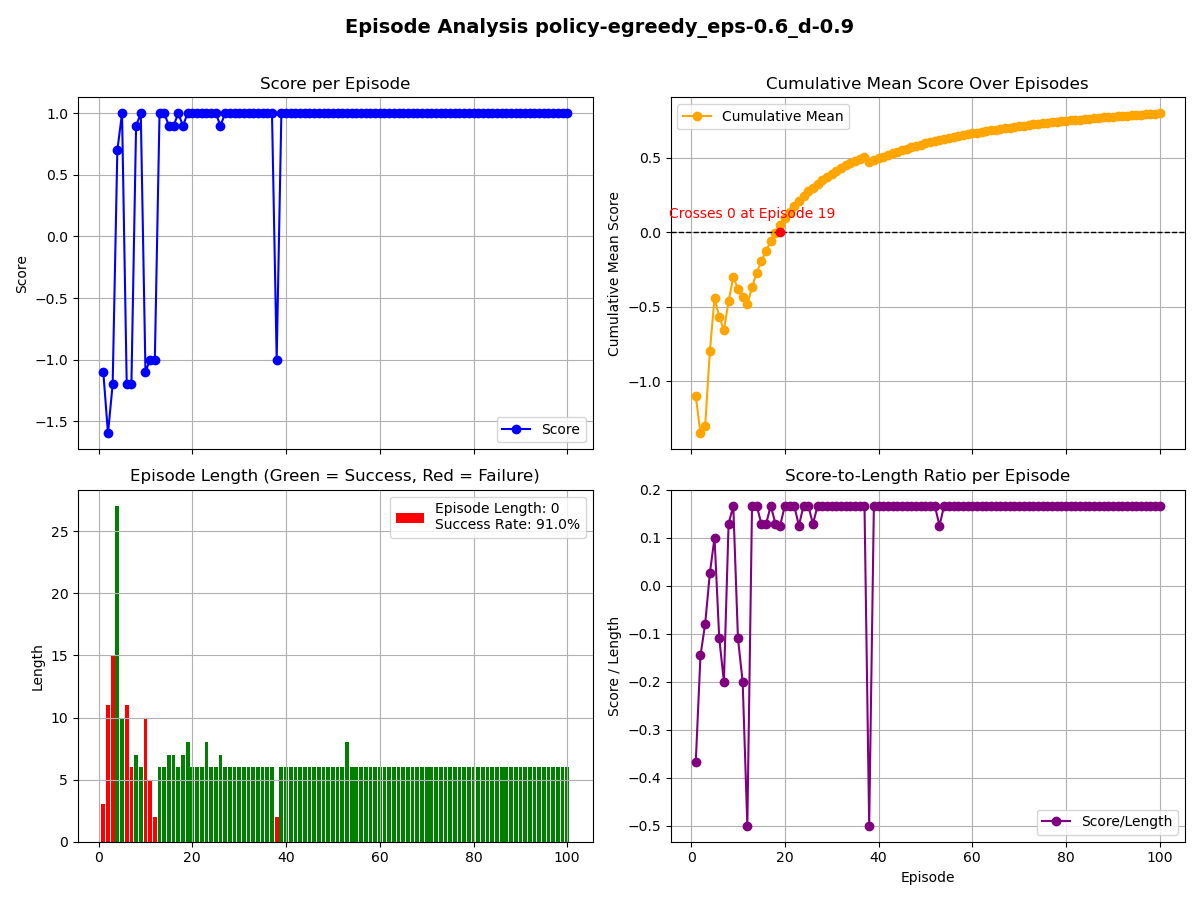 Episode Analysis policy-egreedy_eps-0.6_d-0.9
Score per Episode
1.0
0.5
0.0
−0.5
−1.0
−1.5
Score
Score
Cumulative Mean Score Over Episodes
Cumulative Mean
0.5
0.0
−0.5
−1.0
Cumulative Mean Score
Crosses 0 at Episode 19
Episode Length (Green = Success, Red = Failure)
Episode Length: 0
Success Rate: 91.0%
25
20
15
10
5
0
Length
0 20 40 60 80 100
Score-to-Length Ratio per Episode
0.2
0.1
0.0
−0.1
−0.2
−0.3
−0.4
−0.5
Score / Length
Score/Length
0 20 40 60 80 100
Episode